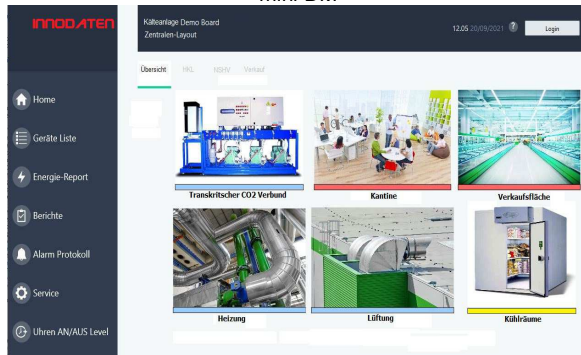 INNODATEN
Kälteanlage Demo Board
Zentralen-Layout
12.05 20/09/2021
?
Login
Übersicht
HKL
NSHV
Verkauf
Home
Geräte Liste
Energie-Report
Berichte
Alarm Protokoll
Service
Uhren AN/AUS Level
Transkritscher CO2 Verbund
Kantine
Verkaufsfläche
Heizung
Lüftung
Kühlräume